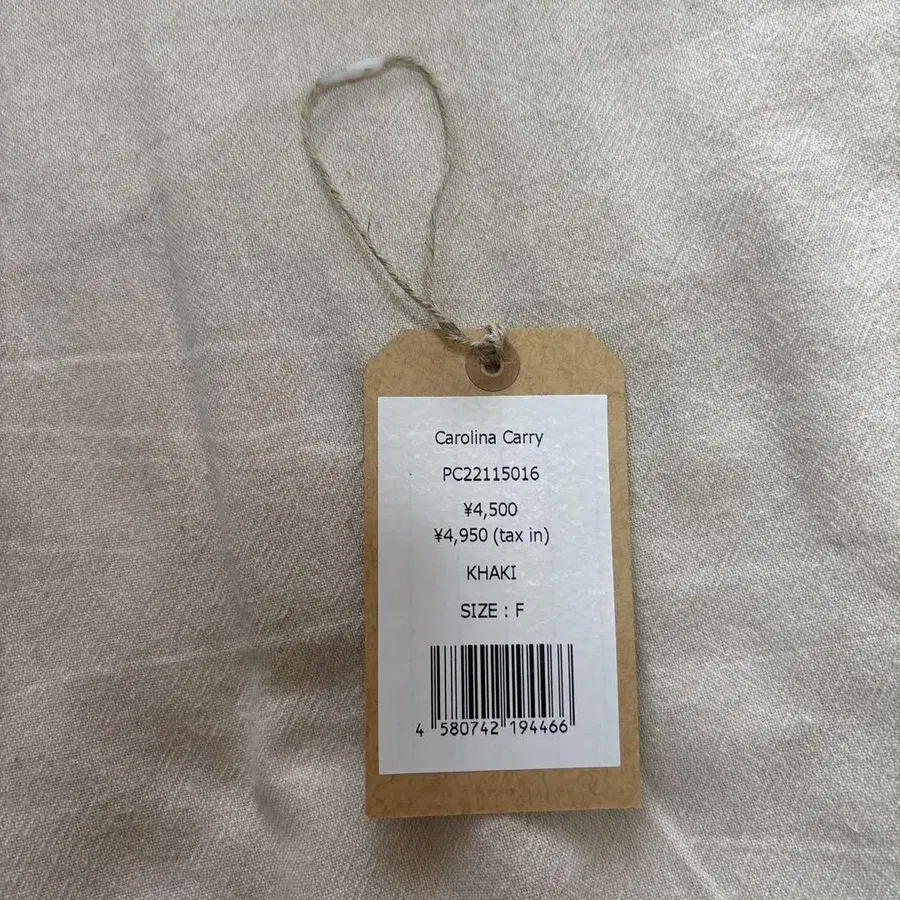 Carolina Carry
PC22115016
¥4,500
¥4,950 (tax in)
KHAKI
SIZE : F
4 580742 194466